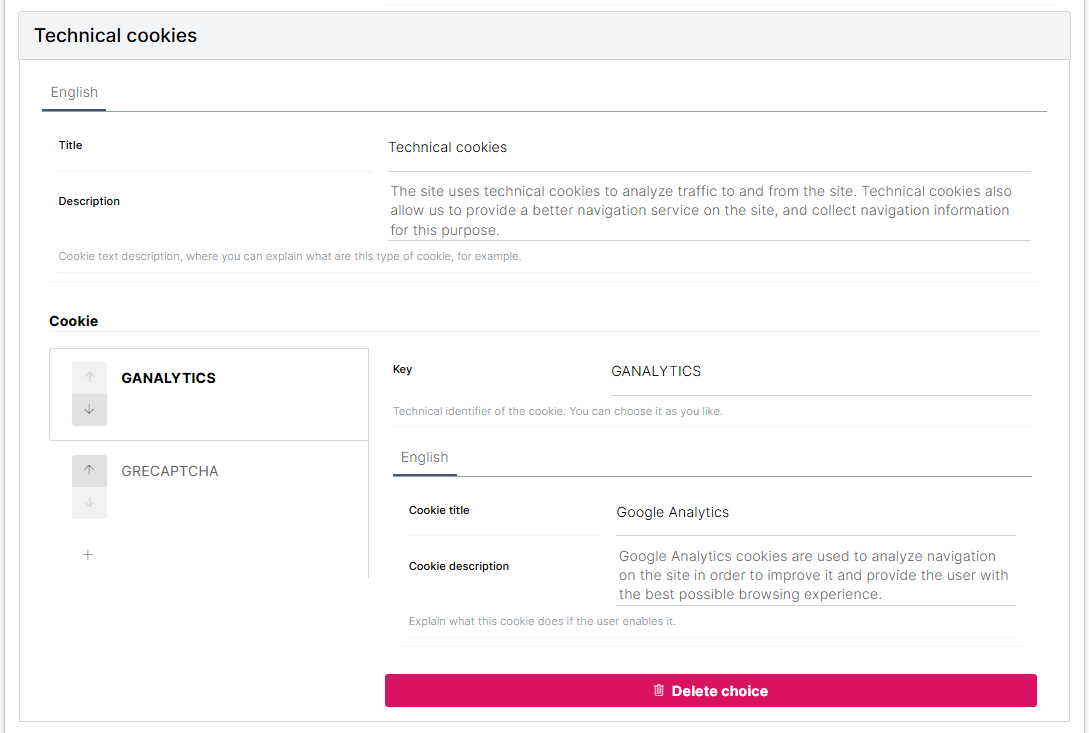 Technical cookies
English
Title
Technical cookies
Description
The site uses technical cookies to analyze traffic to and from the site. Technical cookies also
allow us to provide a better navigation service on the site, and collect navigation information
for this purpose.
Cookie text description, where you can explain what are this type of cookie, for example.
Cookie
GANALYTICS
GRECAPTCHA
Key
GANALYTICS
Technical identifier of the cookie. You can choose it as you like.
English
Cookie title
Google Analytics
Cookie description
Google Analytics cookies are used to analyze navigation
on the site in order to improve it and provide the user with
the best possible browsing experience.
Explain what this cookie does if the user enables it.
Delete choice